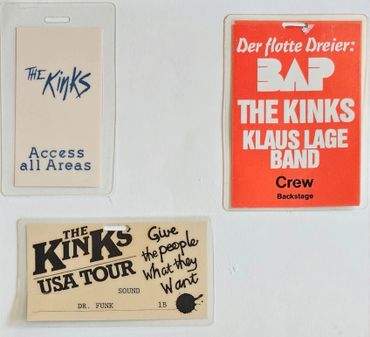 THE KINKS
Access
all Areas
Der flotte Dreier:
BAP
THE KINKS
KLAUS LAGE
BAND
Crew
Backstage
THE
KINKS
USA TOUR
Give
the people
what they
Want
SOUND
DR. FUNK 1B